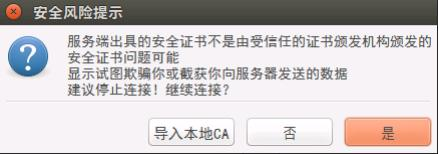 安全风险提示
服务端出具的安全证书不是由受信任的证书颁发机构颁发的
安全证书问题可能
显示试图欺骗你或截获你向服务器发送的数据
建议停止连接！继续连接？
导入本地CA 否 是